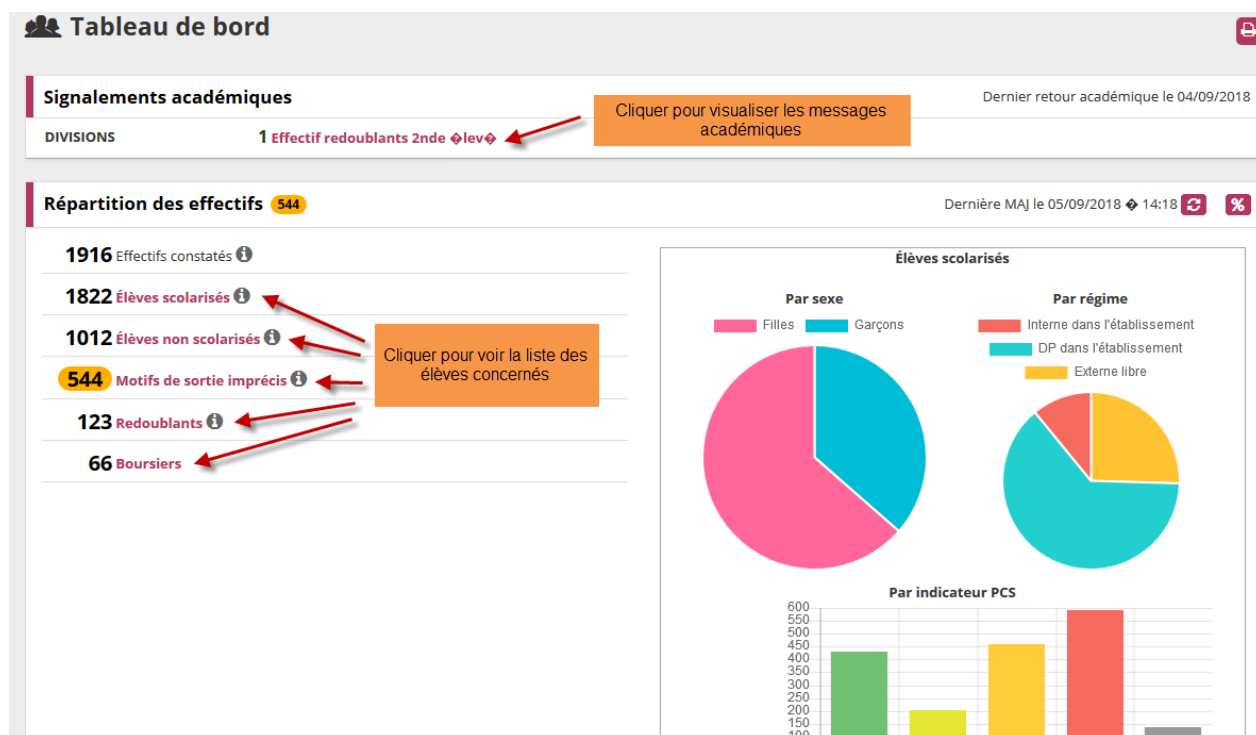 Tableau de bord
Signalements académiques
Dernier retour académique le 04/09/2018
Cliquer pour visualiser les messages
académiques
DIVISIONS
1 Effectif redoublants 2nde �lev�
Répartition des effectifs 544
Dernière MAJ le 05/09/2018 � 14:18
1916 Effectifs constatés
1822 Élèves scolarisés
1012 Élèves non scolarisés
544 Motifs de sortie imprécis
123 Redoublants
66 Boursiers
Cliquer pour voir la liste des
élèves concernés
Élèves scolarisés
Par sexe
Filles
Garçons
Par régime
Interne dans l'établissement
DP dans l'établissement
Externe libre
Par indicateur PCS
600
550
500
450
400
350
300
250
200
150
100